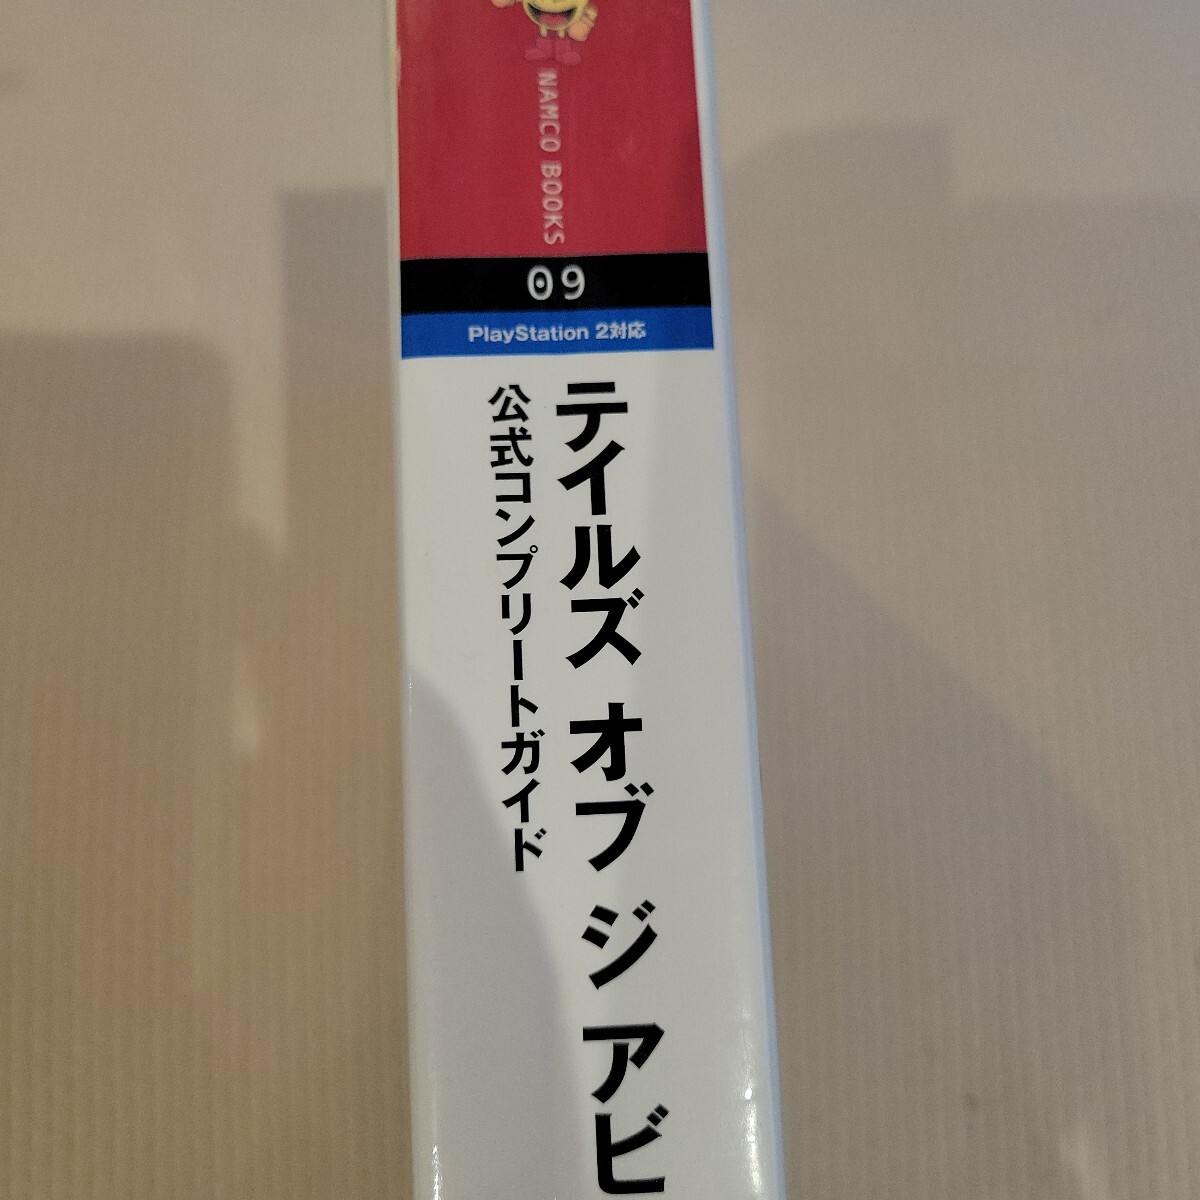 NAMCO BOOKS
09
PlayStation 2対応
テイルズ オブ ジ アビ
公式コンプリートガイド